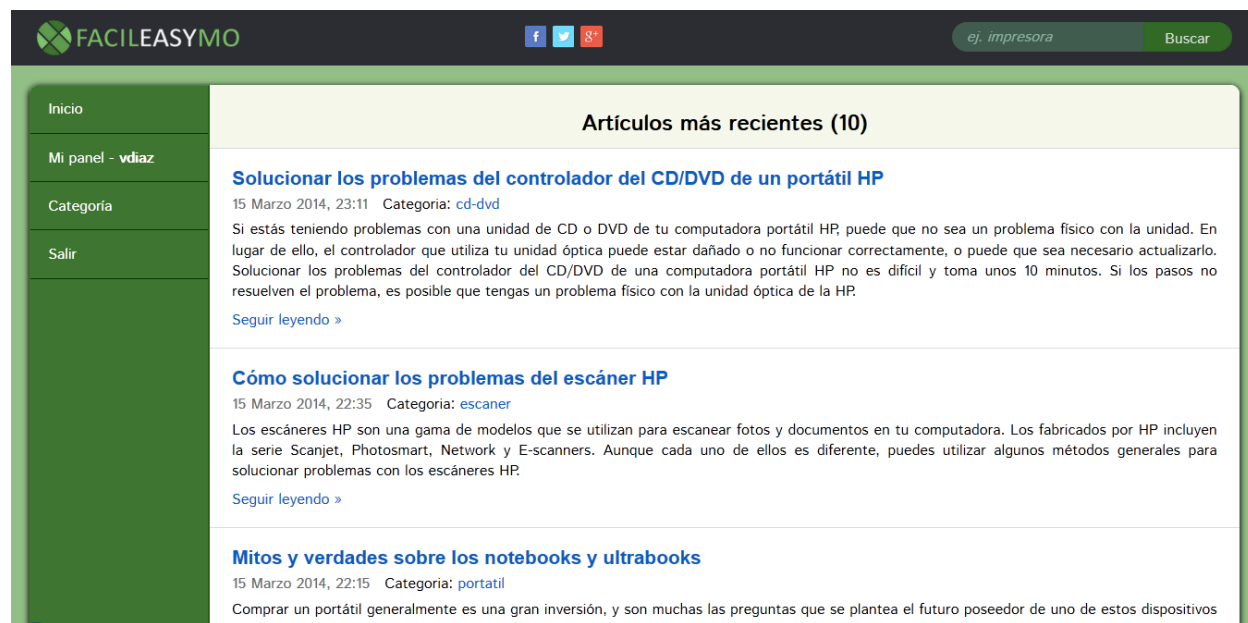 FACILEASYMO
f
g+
ej. impresora
Buscar
Inicio
Mi panel - vdiaz
Categoría
Salir
Artículos más recientes (10)
Solucionar los problemas del controlador del CD/DVD de un portátil HP
15 Marzo 2014, 23:11 Categoria: cd-dvd
Si estás teniendo problemas con una unidad de CD o DVD de tu computadora portátil HP, puede que no sea un problema físico con la unidad. En
lugar de ello, el controlador que utiliza tu unidad óptica puede estar dañado o no funcionar correctamente, o puede que sea necesario actualizarlo.
Solucionar los problemas del controlador del CD/DVD de una computadora portátil HP no es difícil y toma unos 10 minutos. Si los pasos no
resuelven el problema, es posible que tengas un problema físico con la unidad óptica de la HP.
Seguir leyendo »
Cómo solucionar los problemas del escáner HP
15 Marzo 2014, 22:35 Categoria: escaner
Los escáneres HP son una gama de modelos que se utilizan para escanear fotos y documentos en tu computadora. Los fabricados por HP incluyen
la serie Scanjet, Photosmart, Network y E-scanners. Aunque cada uno de ellos es diferente, puedes utilizar algunos métodos generales para
solucionar problemas con los escáneres HP.
Seguir leyendo »
Mitos y verdades sobre los notebooks y ultrabooks
15 Marzo 2014, 22:15 Categoria: portatil
Comprar un portátil generalmente es una gran inversión, y son muchas las preguntas que se plantea el futuro poseedor de uno de estos dispositivos